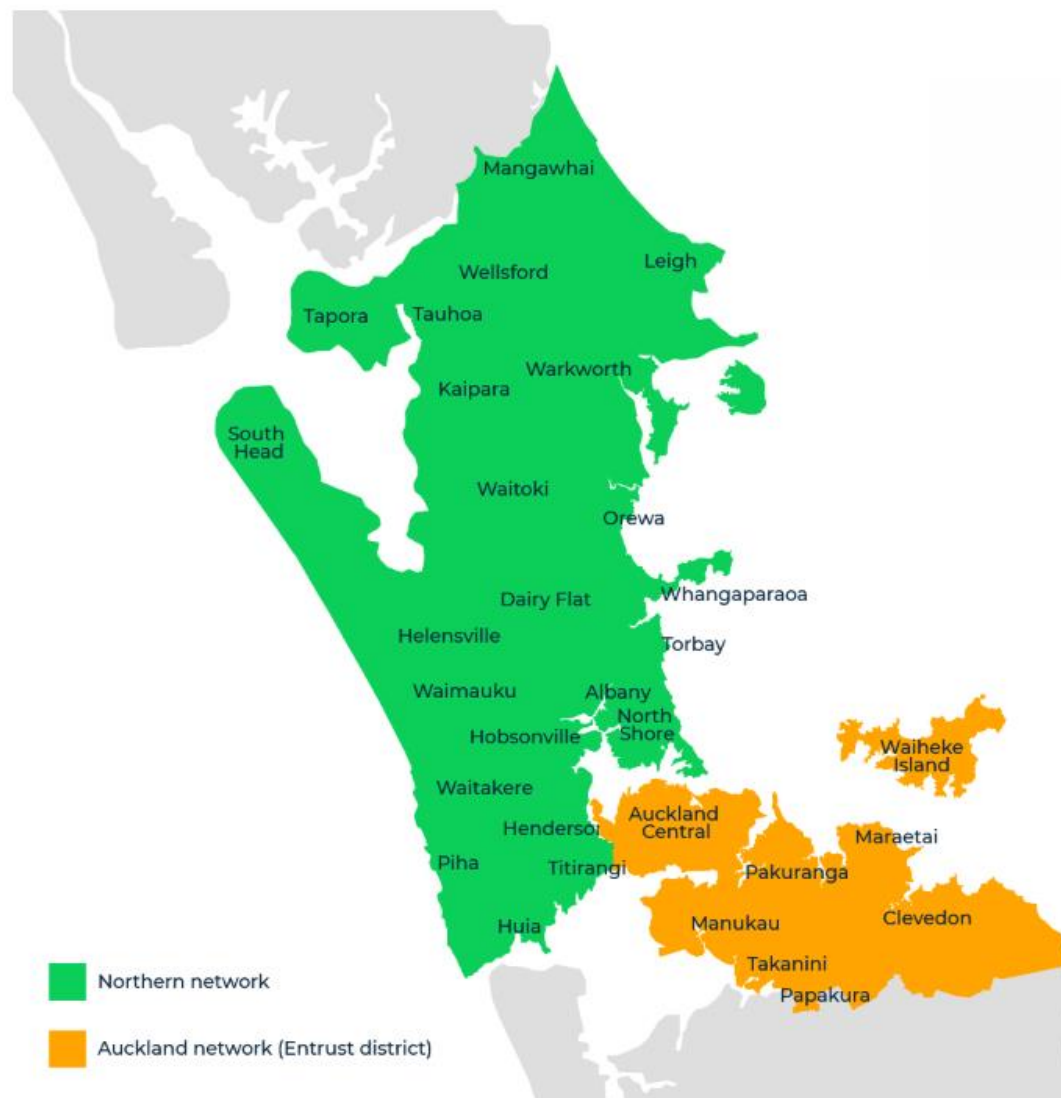 Mangawhai
Leigh
Wellsford
Tapora
Tauhoa
Warkworth
Kaipara
South
Head
Waitoki
Orewa
Whangaparaoa
Dairy Flat
Helensville
Torbay
Waimauku
Albany
North
Shore
Hobsonville
Waiheke
Island
Waitakere
Auckland
Central
Henderso
Maraetai
Piha
Titirangi
Pakuranga
Huia
Manukau
Clevedon
Takanini
Papakura
Northern network
Auckland network (Entrust district)